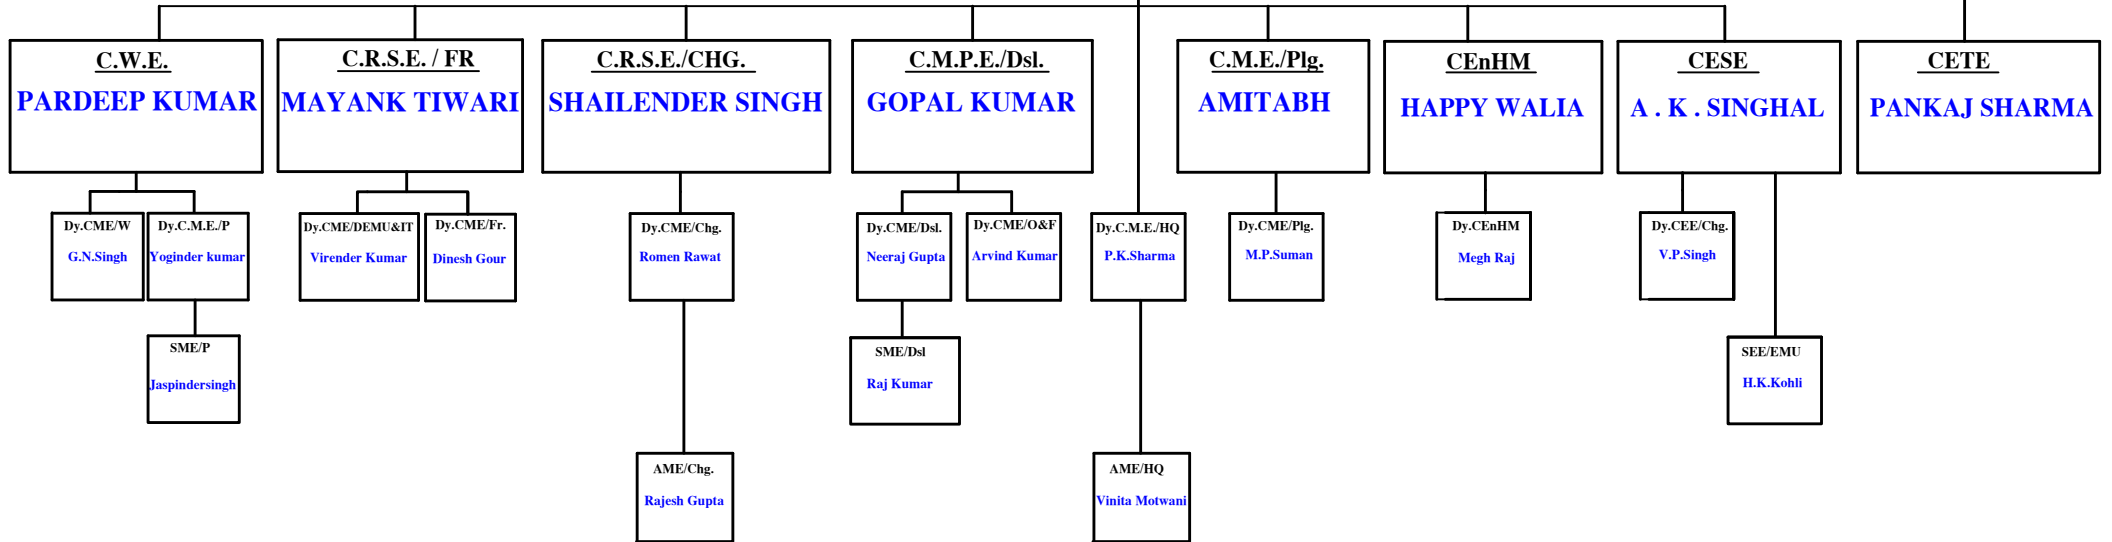 C.W.E.
PARDEEP KUMAR
C.R.S.E. / FR
MAYANK TIWARI
C.R.S.E./CHG.
SHAILENDER SINGH
C.M.P.E./Dsl.
GOPAL KUMAR
C.M.E./Plg.
AMITABH
CEnHM
HAPPY WALIA
CESE
A . K . SINGHAL
CETE
PANKAJ SHARMA
Dy.CME/W
G.N.Singh
Dy.C.M.E./P
Yoginder kumar
Dy.CME/DEMU&IT
Virender Kumar
Dy.CME/Fr.
Dinesh Gour
Dy.CME/Chg.
Romen Rawat
Dy.CME/Dsl.
Neeraj Gupta
Dy.CME/O&F
Arvind Kumar
Dy.C.M.E./HQ
P.K.Sharma
Dy.CME/Plg.
M.P.Suman
Dy.CEnHM
Megh Raj
Dy.CEE/Chg.
V.P.Singh
SME/P
Jaspindersingh
SME/Dsl
Raj Kumar
SEE/EMU
H.K.Kohli
AME/Chg.
Rajesh Gupta
AME/HQ
Vinita Motwani